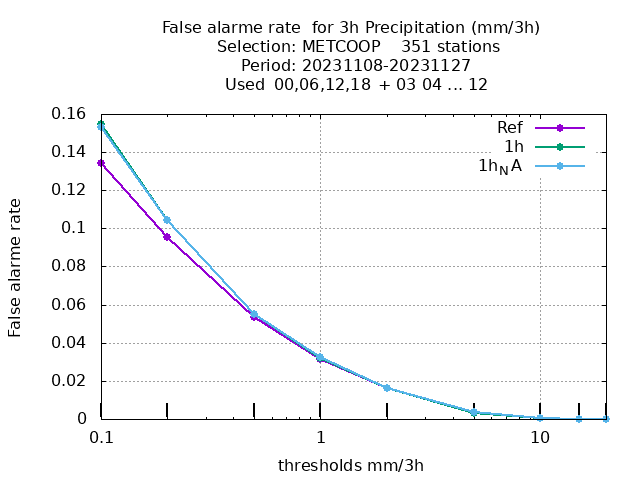 False alarme rate  for 3h Precipitation (mm/3h)
Selection: METCOOP    351 stations
Period: 20231108-20231127
Used  00,06,12,18 + 03 04 ... 12
0.16
0.14
0.12
0.1
0.08
0.06
0.04
0.02
0
False alarme rate
Ref
1h
1hNA
0.1
1
10
thresholds mm/3h